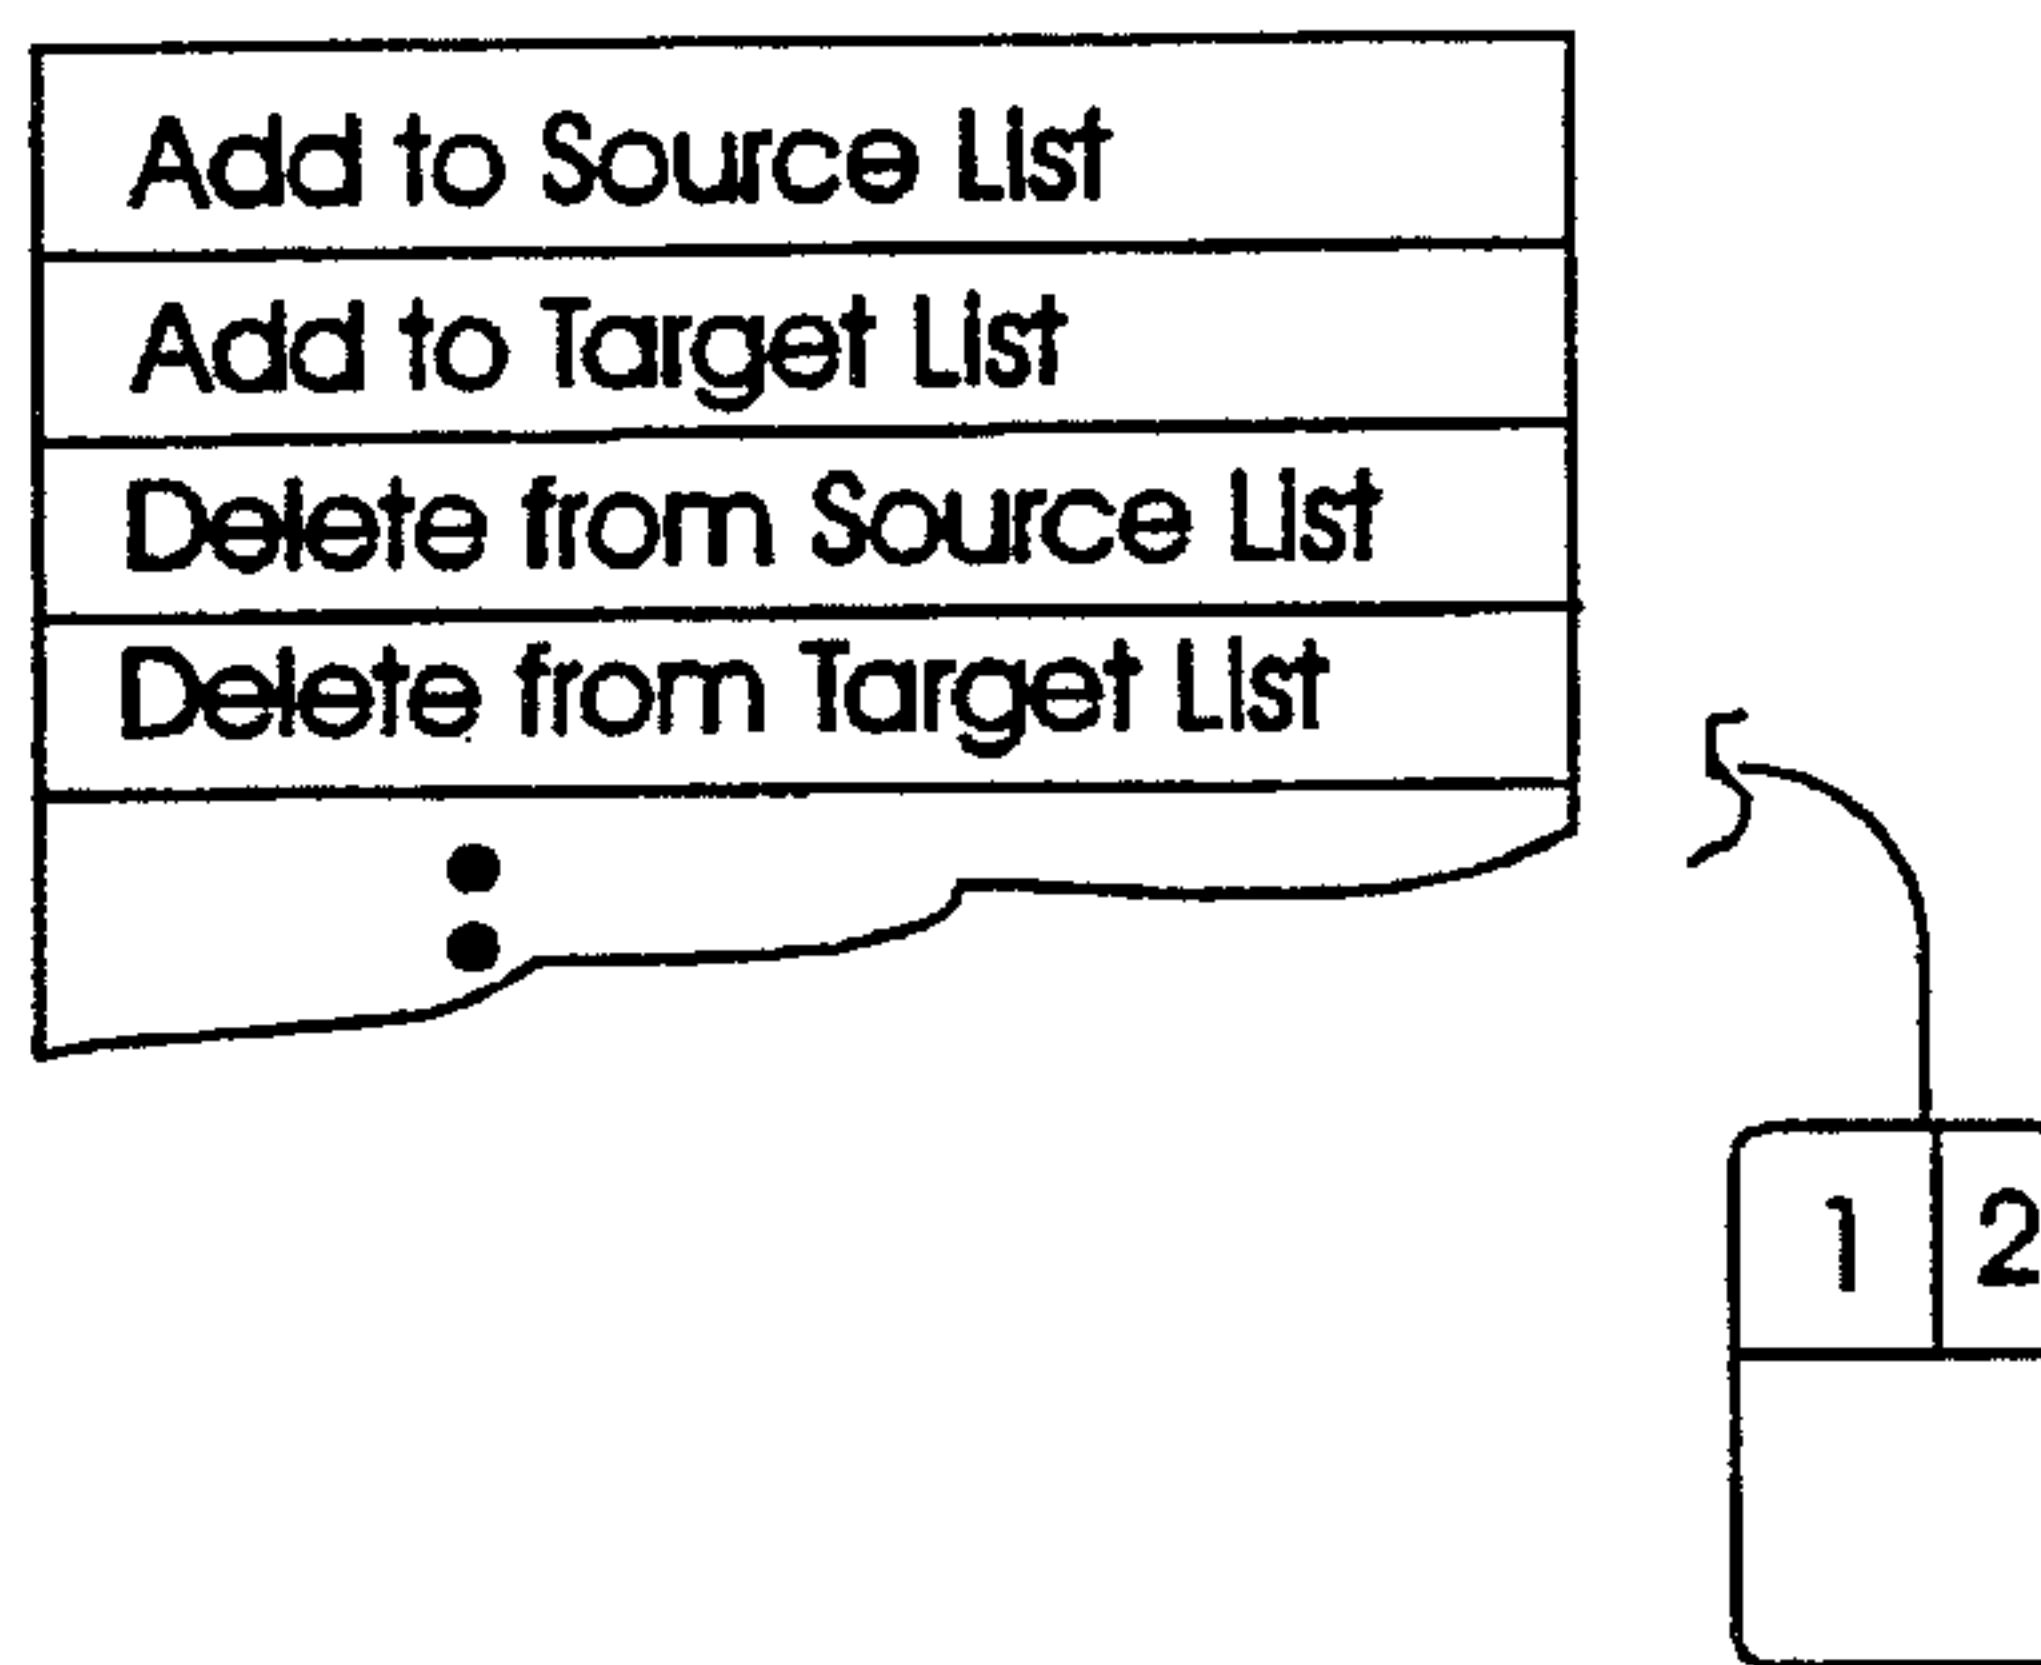 Add to Source List
Add to Target List
Delete from Source List
Delete from Target List
1 2